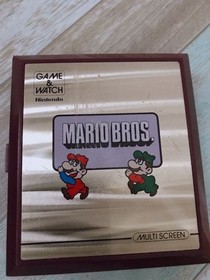 GAME
&
WATCH
Nintendo
MARIO BROS.
MULTI SCREEN